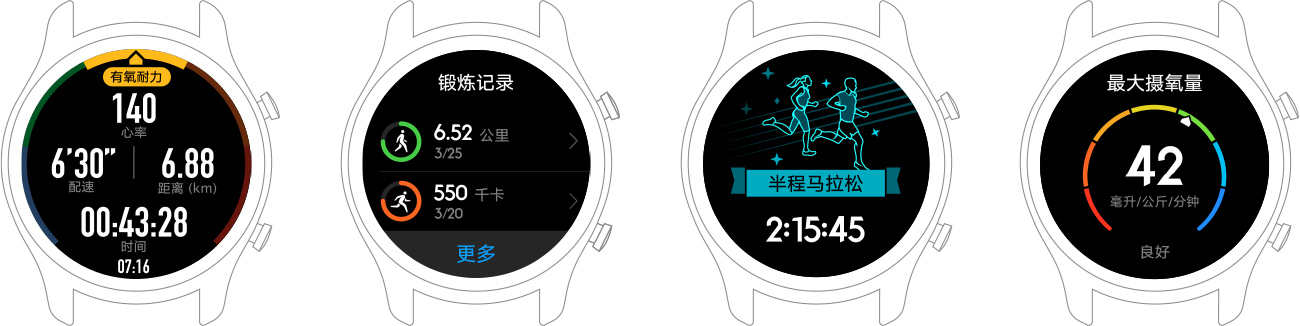 有氧耐力
140
心率
6'30" 6.88
配速 距离 (km)
00:43:28
时间
07:16
锻炼记录
6.52 公里
3/25
550 千卡
3/20
更多
半程马拉松
2:15:45
最大摄氧量
42
毫升/公斤/分钟
良好